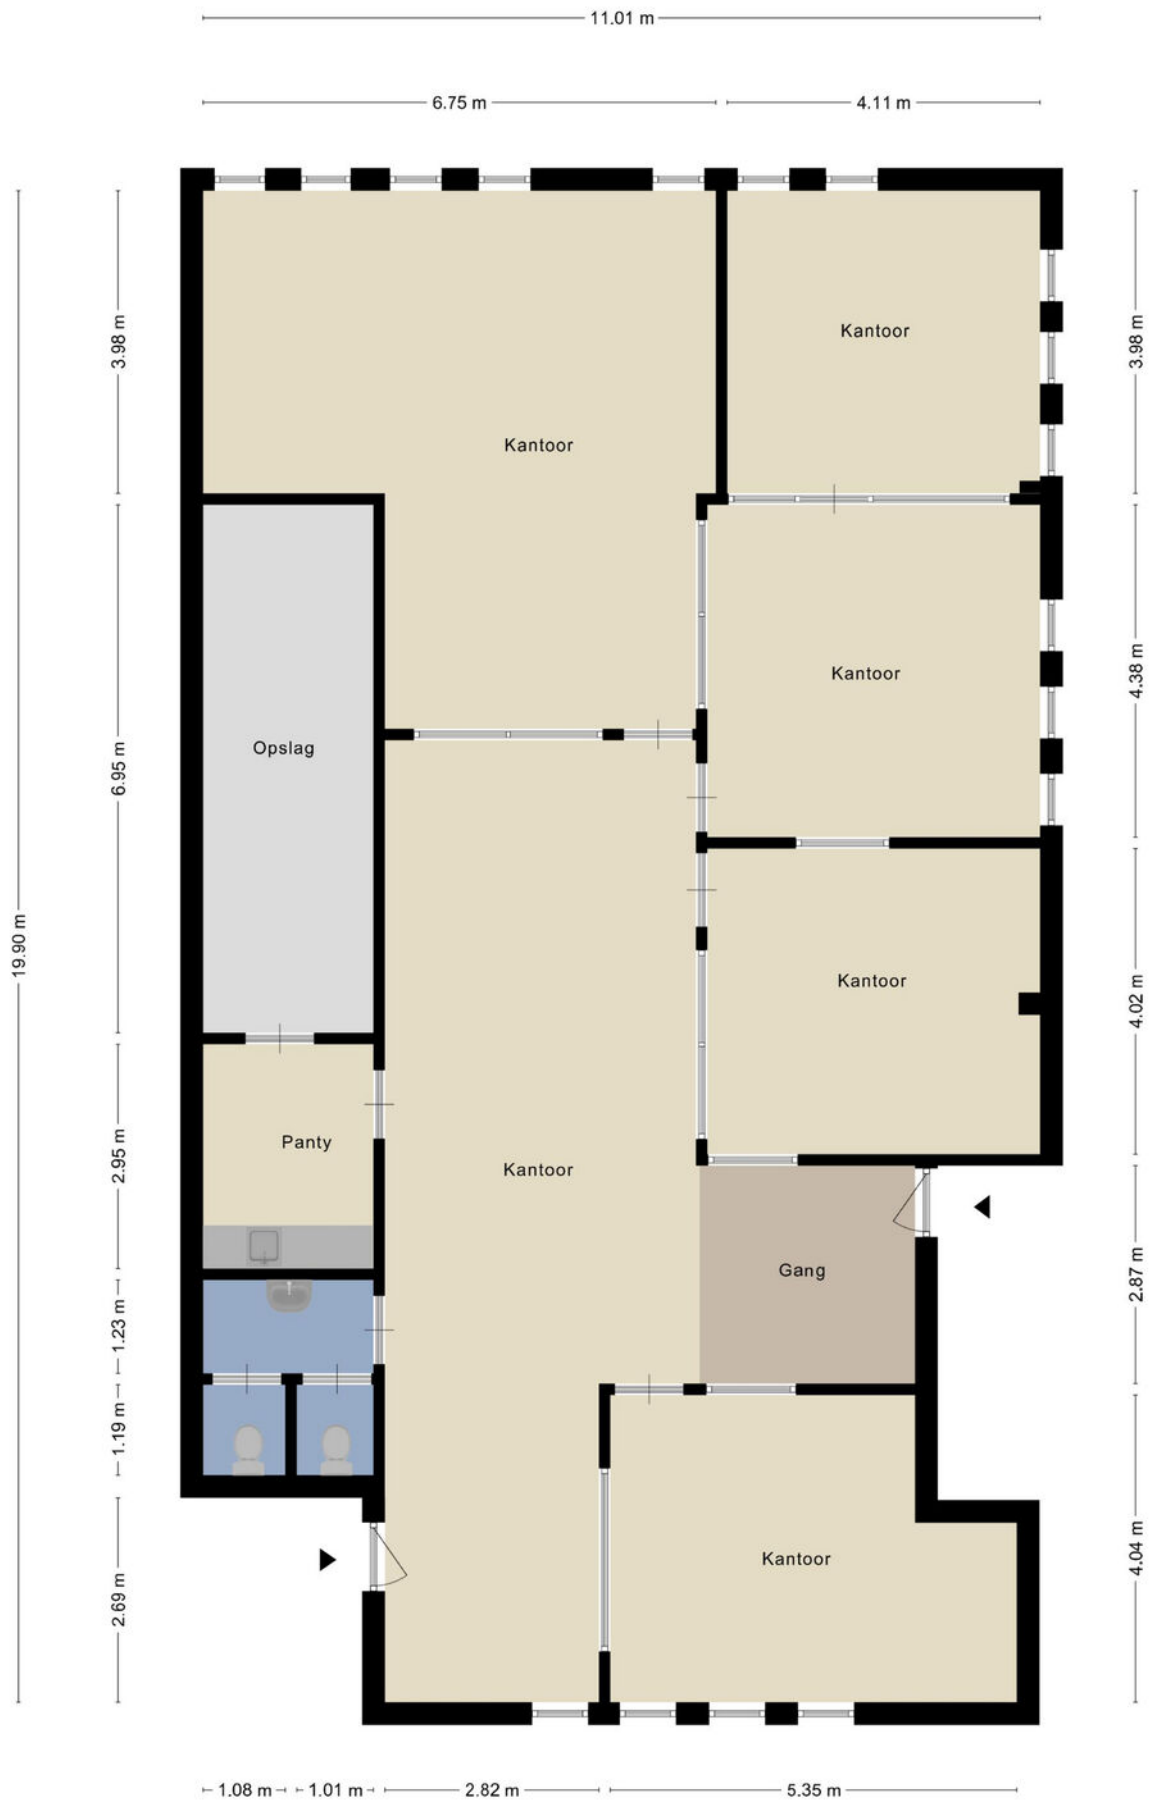 11.01 m
6.75 m
4.11 m
3.98 m
3.98 m
Kantoor
Kantoor
4.38 m
Kantoor
Opslag
6.95 m
19.90 m
Kantoor
4.02 m
2.95 m
Panty
Kantoor
Gang
2.87 m
1.23 m
1.19 m
Kantoor
4.04 m
2.69 m
1.08 m
1.01 m
2.82 m
5.35 m